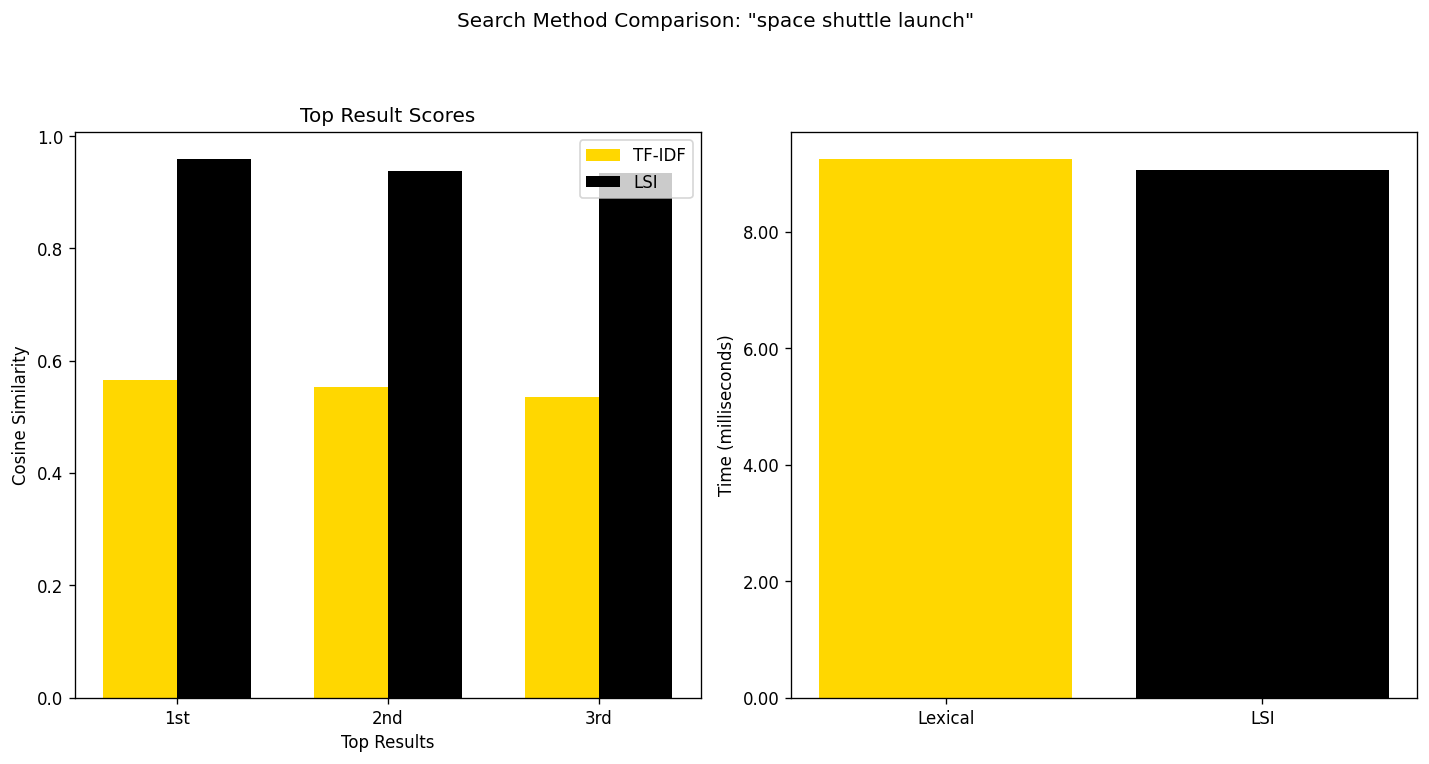 Search Method Comparison: "space shuttle launch"
Top Result Scores
Cosine Similarity
1.0
0.8
0.6
0.4
0.2
0.0
1st
2nd
3rd
Top Results
TF-IDF
LSI
Time (milliseconds)
8.00
6.00
4.00
2.00
0.00
Lexical
LSI